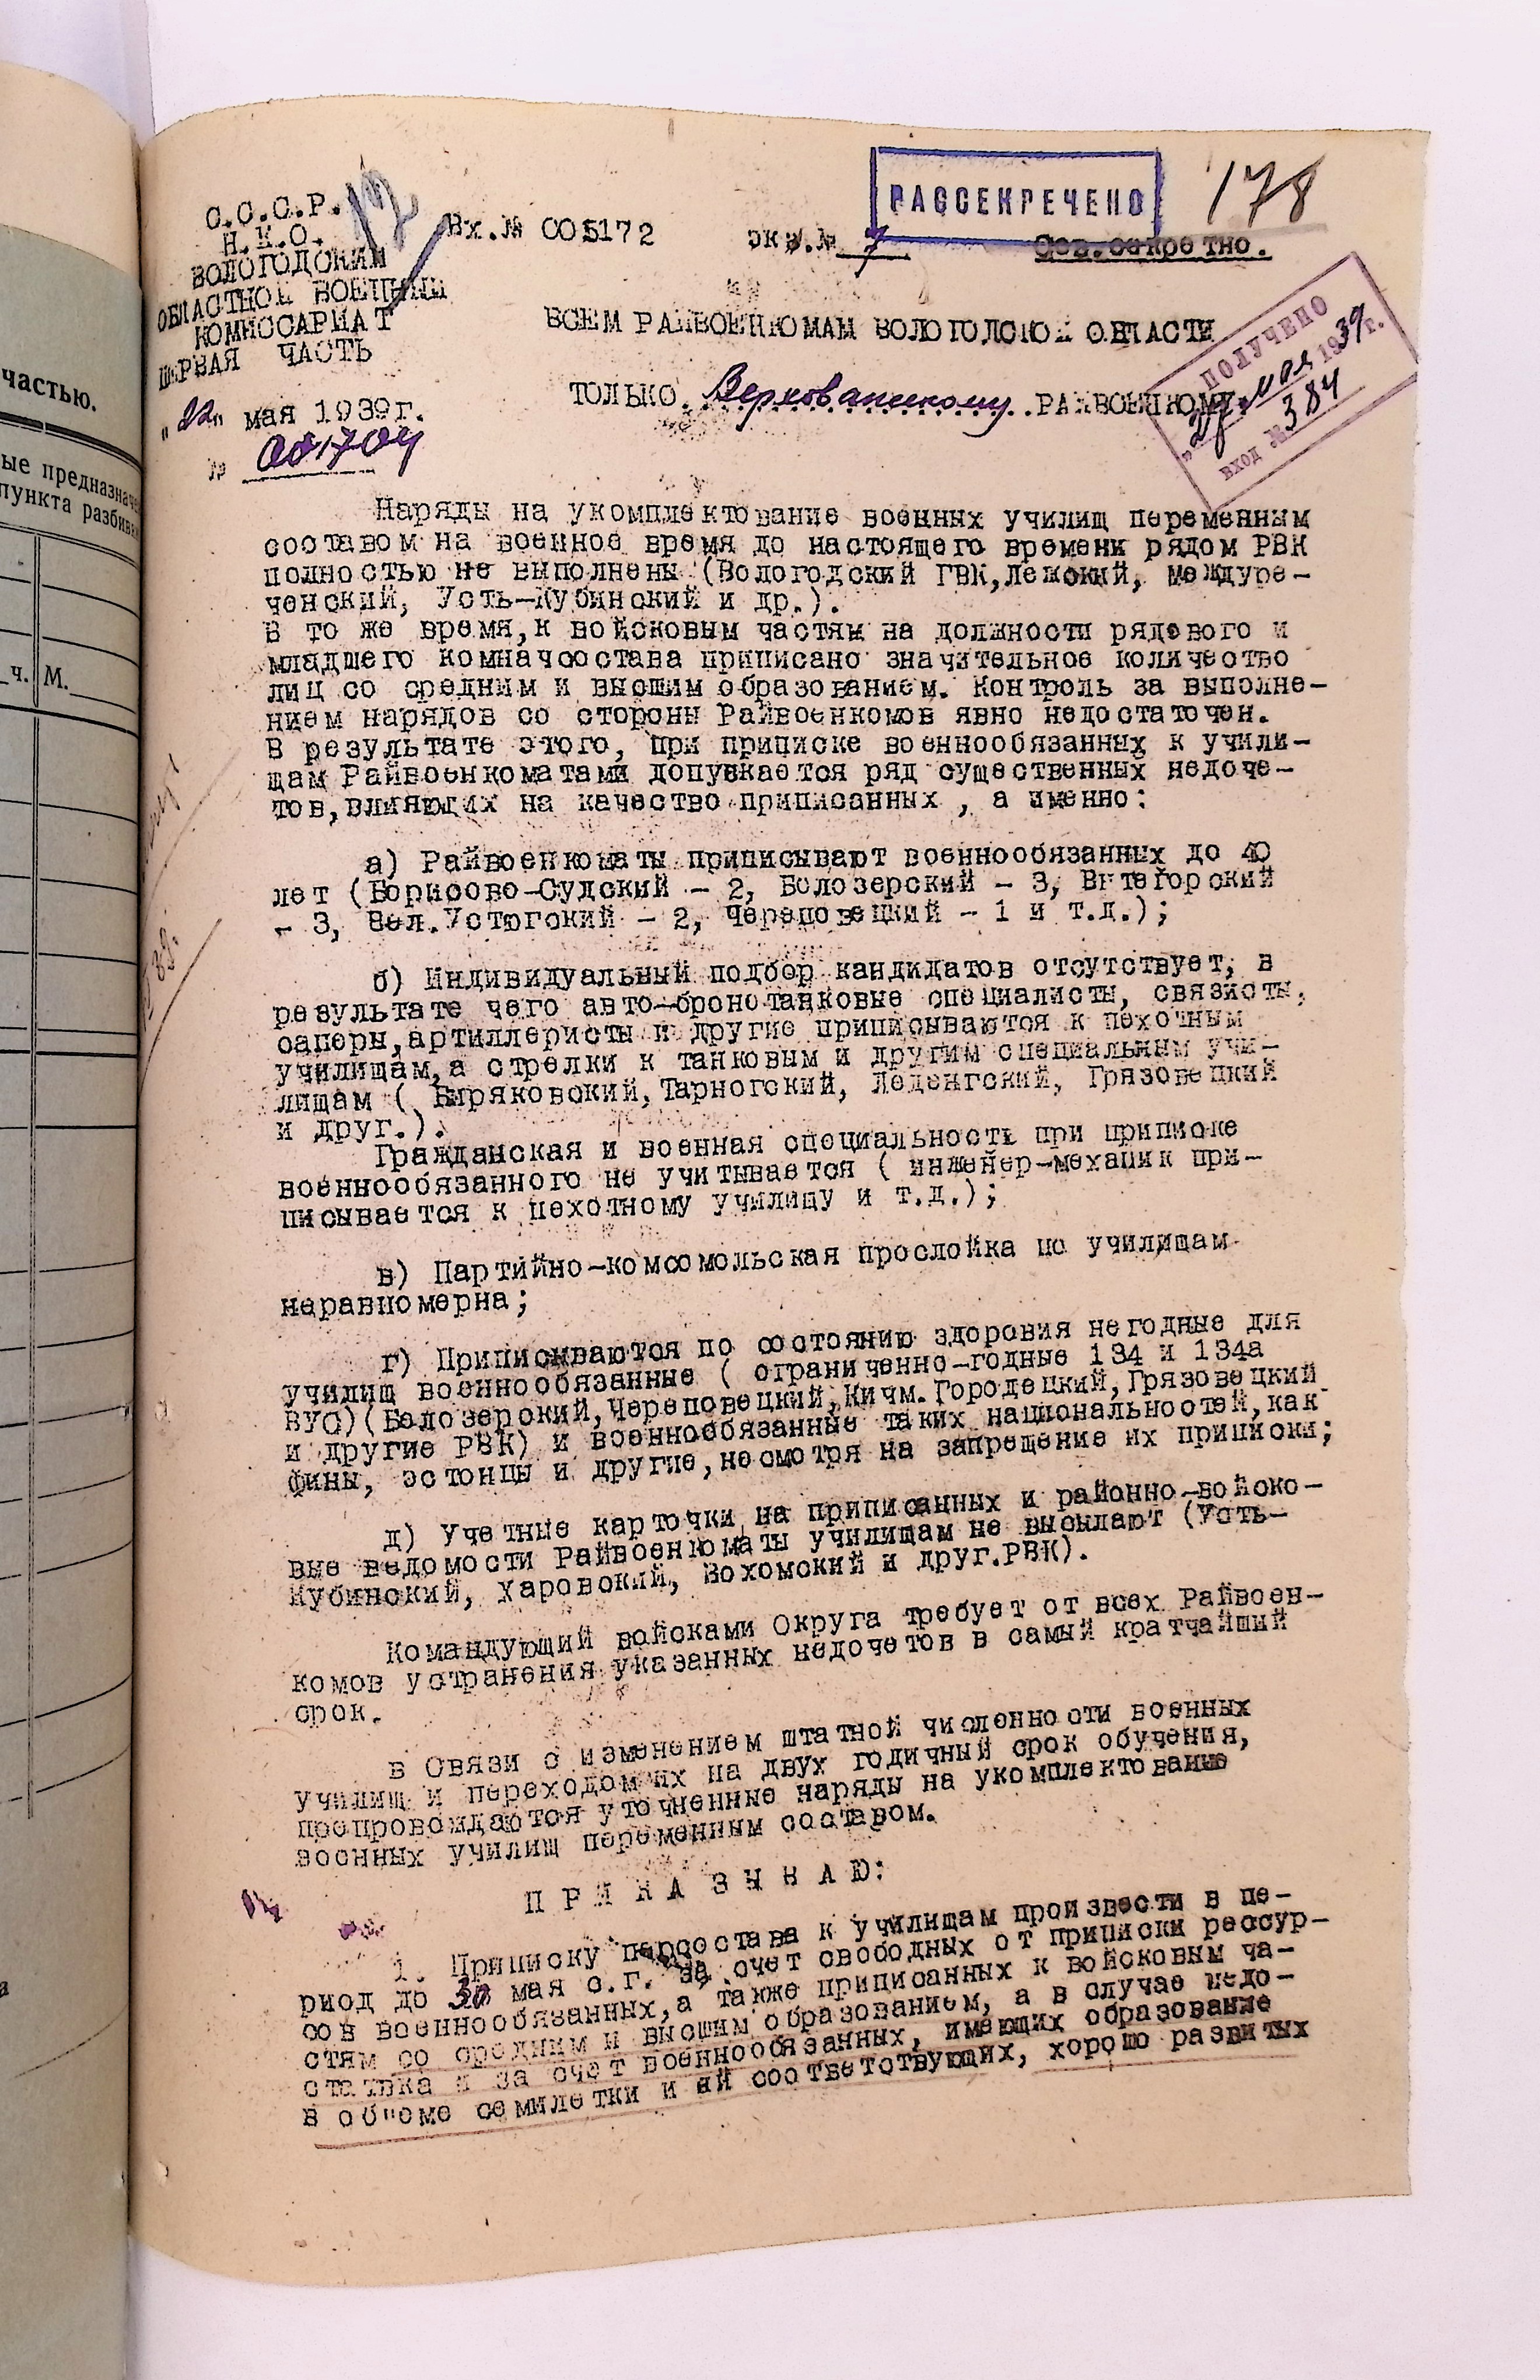 частью.
ые предназначе
пункта разбивк
ч. М.
РАССЕКРЕЧЕНО
178
С.С.С.Р.
Н.К.О.
ВОЛОГОДСКИЙ
ОБЛАСТНОЙ ВОЕННЫЙ
КОМИССАРИАТ
ПЕРВАЯ ЧАСТЬ
"22" мая 1939г.
№
Вх.№ 005172
экз.№ 7
Сов.секретно.
ВСЕМ РАЙВОЕНКОМАМ ВОЛОГОДСКОЙ ОБЛАСТИ
ТОЛЬКО Верховажскому РАЙВОЕНКОМУ.
ПОЛУЧЕНО
мая 1939 г.
ВХОД № 384
Наряды на укомплектование военных училищ переменным
составом на военное время до настоящего времени рядом РВК
полностью не выполнены (Вологодский ГВК, Лежский, Междуре-
ченский, Усть-Кубинский и др.).
В то же время, к войсковым частям на должности рядового и
младшего комначсостава приписано значительное количество
лиц со средним и высшим образованием. Контроль за выполне-
нием нарядов со стороны Райвоенкомов явно недостаточен.
В результате этого, при приписке военнообязанных к учили-
щам Райвоенкоматами допускается ряд существенных недоче-
тов, влияющих на качество приписанных , а именно:
а) Райвоенкоматы приписывают военнообязанных до 40
лет (Борисово-Судский - 2, Белозерский - 3, Вытегорский
- 3, Вел.Устюгский - 2, Череповецкий - 1 и т.д.);
б) Индивидуальный подбор кандидатов отсутствует, в
результате чего авто-бронетанковые специалисты, связисты,
саперы, артиллеристы и другие приписываются к пехотным
училищам, а стрелки к танковым и другим специальным учи-
лищам ( Биряковский, Тарногский, Леденгский, Грязовецкий
и друг.).
Гражданская и военная специальность при приписке
военнообязанного не учитывается ( инженер-механик при-
писывается к пехотному училищу и т.д.);
в) Партийно-комсомольская прослойка по училищам
неравномерна;
г) Приписываются по состоянию здоровия негодные для
училищ военнообязанные ( ограниченно-годные 134 и 134а
ВУС)(Белозерский, Череповецкий, Кичм.Городецкий, Грязовецкий
и другие РВК) и военнообязанные таких национальностей, как
фины, эстонцы и другие, несмотря на запрещение их приписки;
д) Учетные карточки на приписанных и районно-войско-
вые ведомости Райвоенкоматы училищам не высылают (Усть-
Кубинский, Харовский, Вохомский и друг.РВК).
Командующий войсками Округа требует от всех Райвоен-
комов устранения указанных недочетов в самый кратчайший
срок.
В Связи с изменением штатной численности военных
училищ и переходом их на двух годичный срок обучения,
препровождаются уточненные наряды на укомплектование
военных училищ переменным составом.
П Р И К А З Ы В А Ю:
1. Приписку персостава к училищам произвести в пе-
риод до 30 мая с.г. за счет свободных от приписки рессур-
сов военнообязанных, а также приписанных к войсковым ча-
стям со средним и высшим образованием, а в случае недо-
статка и за счет военнообязанных, имеющих образование
в об"еме семилетки и ей соответствующих, хорошо развитых